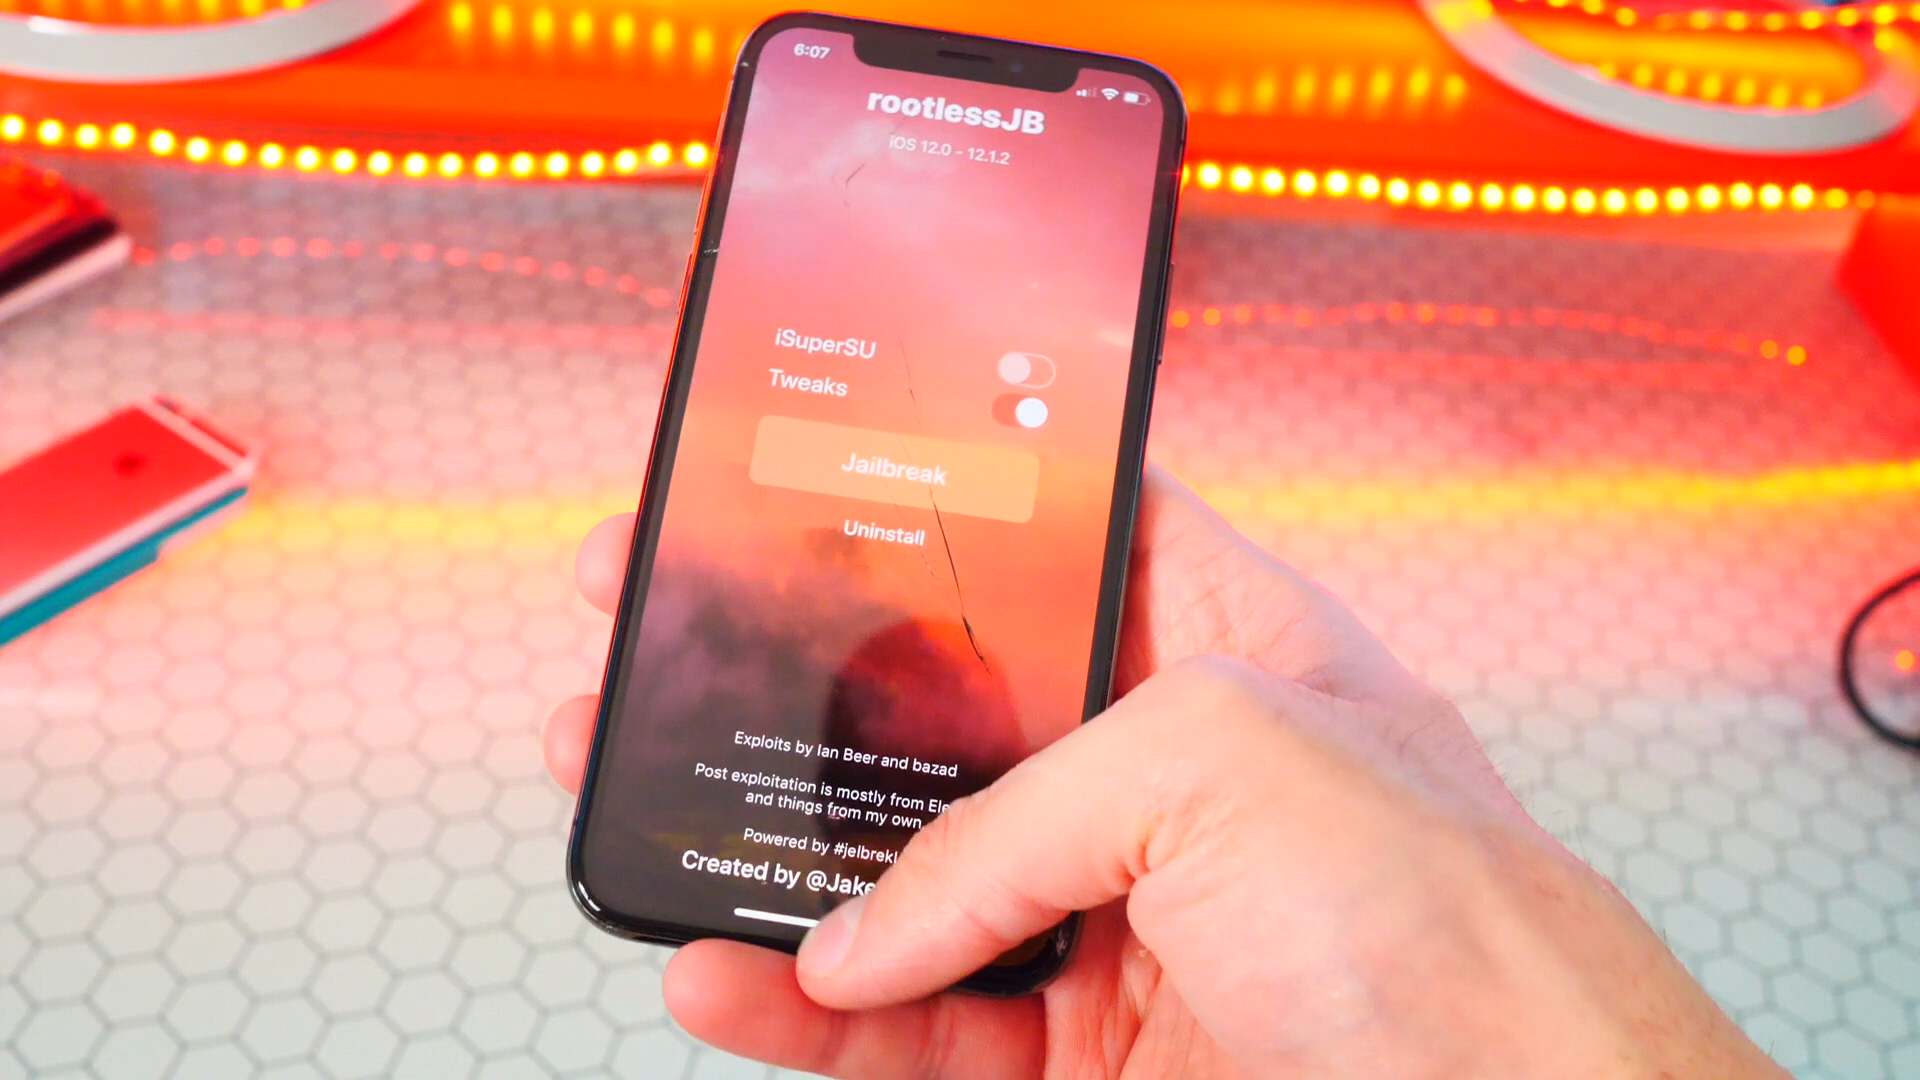 6:07
rootlessJB
iOS 12.0 - 12.1.2
iSuperSU
Tweaks
Jailbreak
Uninstall
Exploits by Ian Beer and bazad
Post exploitation is mostly from
and things from my own.
Powered by
Created by